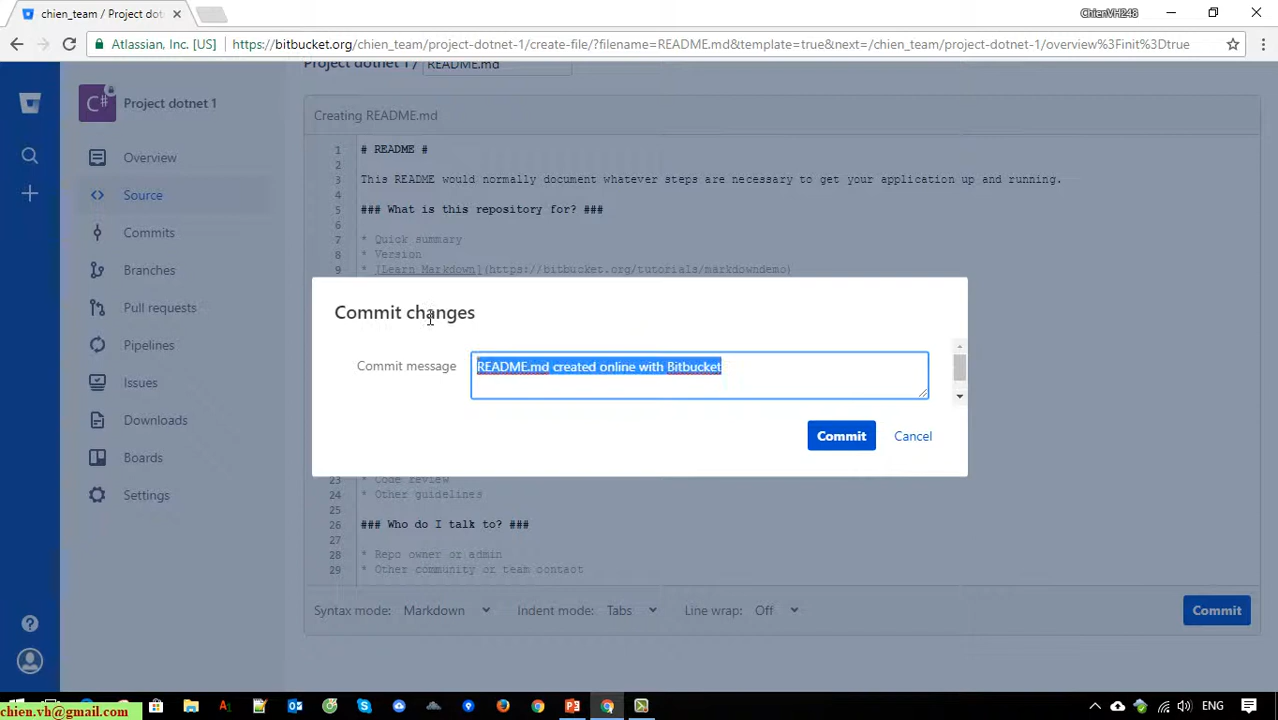 chien_team / Project dotnet
ChienVH248
Atlassian, Inc. [US]
https://bitbucket.org/chien_team/project-dotnet-1/create-file/?filename=README.md&template=true&next=/chien_team/project-dotnet-1/overview%3Finit%3Dtrue
Project dotnet 1 / README.md
C#
Project dotnet 1
Creating README.md
Overview
Source
Commits
Branches
Pull requests
Pipelines
Issues
Downloads
Boards
Settings
1 # README #
2
3 This README would normally document whatever steps are necessary to get your application up and running.
4
5 ### What is this repository for? ###
6
7 * Quick summary
8 * Version
9 * [Learn Markdown](https://bitbucket.org/tutorials/markdowndemo)
Commit changes
Commit message
README.md created online with Bitbucket
Commit
Cancel
23 * Code review
24 * Other guidelines
25
26 ### Who do I talk to? ###
27
28 * Repo owner or admin
29 * Other community or team contact
Syntax mode: Markdown
Indent mode: Tabs
Line wrap: Off
Commit
chien.vh@gmail.com
ENG